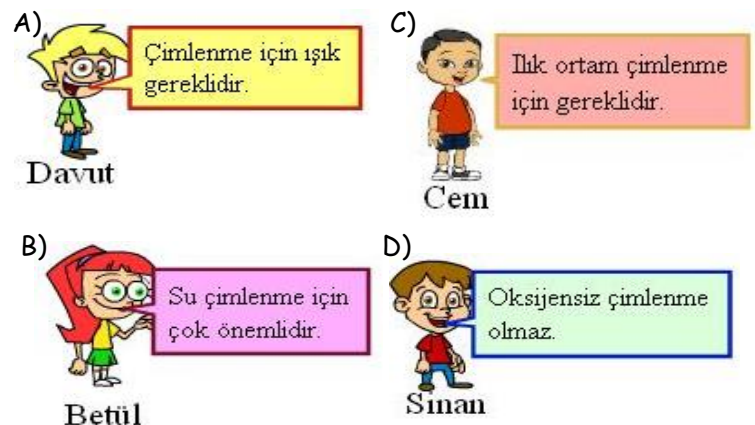 A)
Çimlenme için ışık
gereklidir.
Davut
B)
Su çimlenme için
çok önemlidir.
Betül
C)
Ilık ortam çimlenme
için gereklidir.
Cem
D)
Oksijensiz çimlenme
olmaz.
Sinan